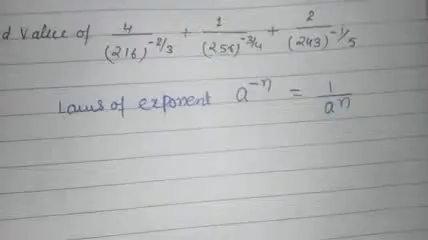 d Value of 4/(216)^-2/3 + 1/(256)^-3/4 + 2/(243)^-1/5
Laws of exponent a^-n = 1/a^n